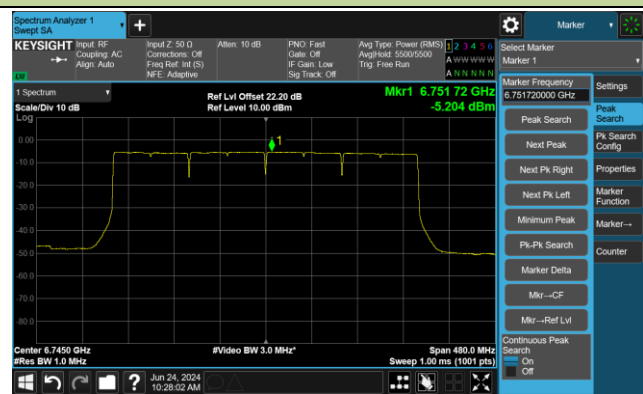 Spectrum Analyzer 1
Swept SA
+
Marker
KEYSIGHT
Input: RF
Coupling: AC
Align: Auto
Input Z: 50 Ω
Corrections: Off
Freq Ref: Int (S)
NFE: Adaptive
Atten: 10 dB
PNO: Fast
Gate: Off
IF Gain: Low
Sig Track: Off
Avg Type: Power (RMS)
Avg|Hold: 5500/5500
Trig: Free Run
1 2 3 4 5 6
A W W W W W
A N N N N N
LW
Select Marker
Marker 1
1 Spectrum
Scale/Div 10 dB
Log
Ref Lvl Offset 22.20 dB
Ref Level 10.00 dBm
Mkr1 6.751 72 GHz
-5.204 dBm
1
0.00
-10.0
-20.0
-30.0
-40.0
-50.0
-60.0
-70.0
-80.0
Center 6.7450 GHz
#Res BW 1.0 MHz
#Video BW 3.0 MHz*
Span 480.0 MHz
Sweep 1.00 ms (1001 pts)
Marker Frequency
6.751720000 GHz
Peak Search
Next Peak
Next Pk Right
Next Pk Left
Minimum Peak
Pk-Pk Search
Marker Delta
Mkr→CF
Mkr→Ref Lvl
Continuous Peak
Search
On
Off
Settings
Peak
Search
Pk Search
Config
Properties
Marker
Function
Marker→
Counter
?
Jun 24, 2024
10:28:02 AM